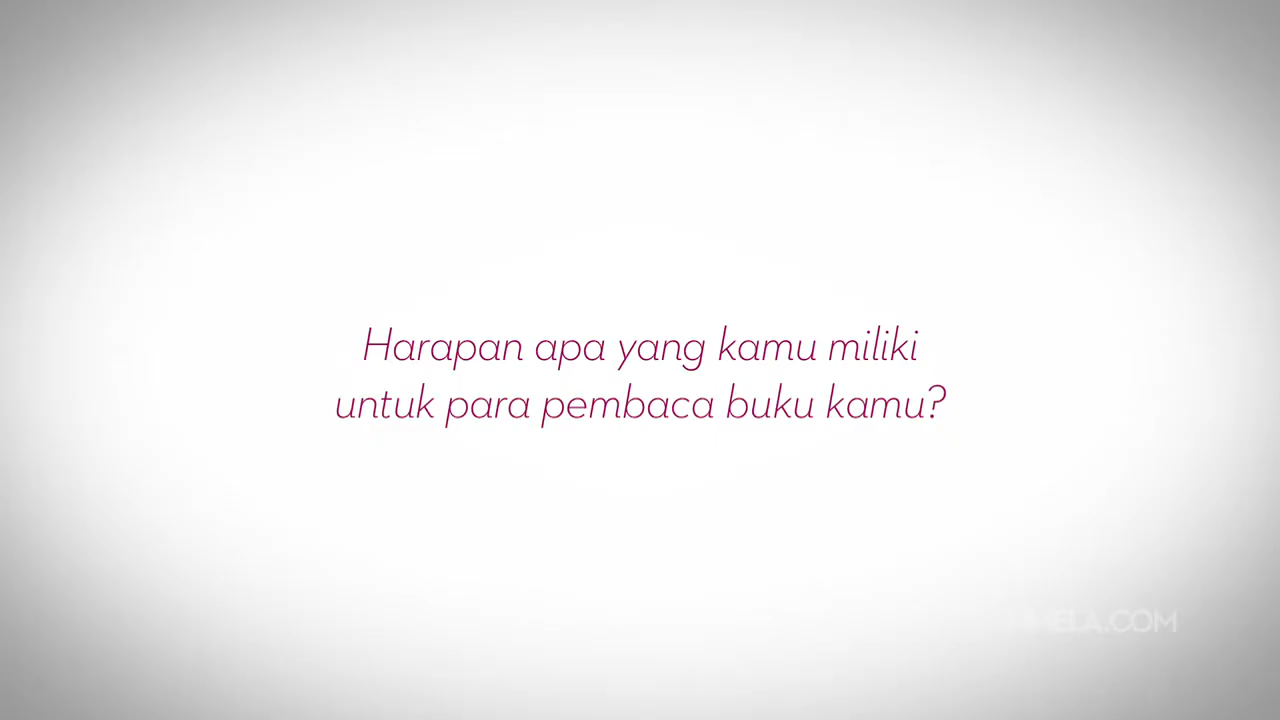 Harapan apa yang kamu miliki
untuk para pembaca buku kamu?